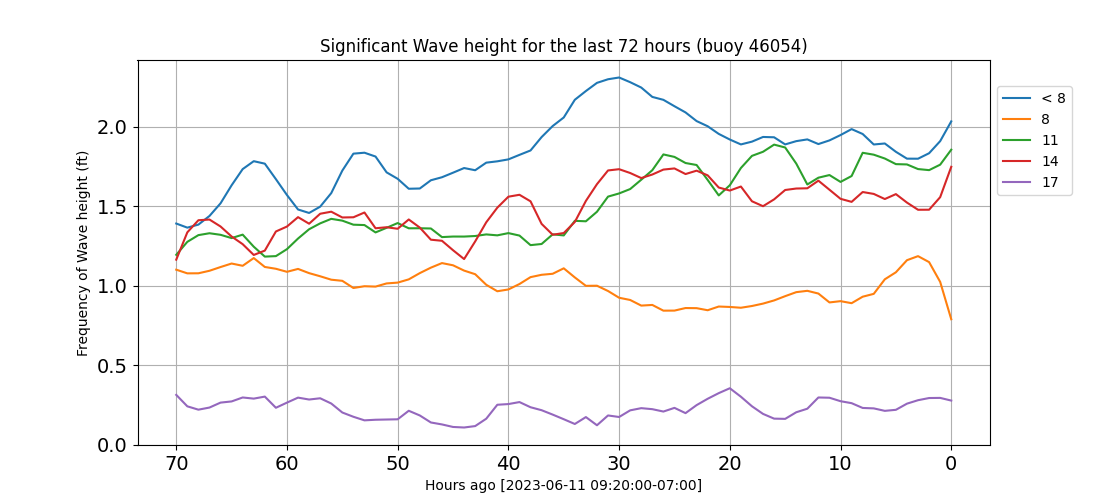 Significant Wave height for the last 72 hours (buoy 46054)
Frequency of Wave height (ft)
2.0
1.5
1.0
0.5
0.0
70 60 50 40 30 20 10 0
Hours ago [2023-06-11 09:20:00-07:00]
< 8
8
11
14
17